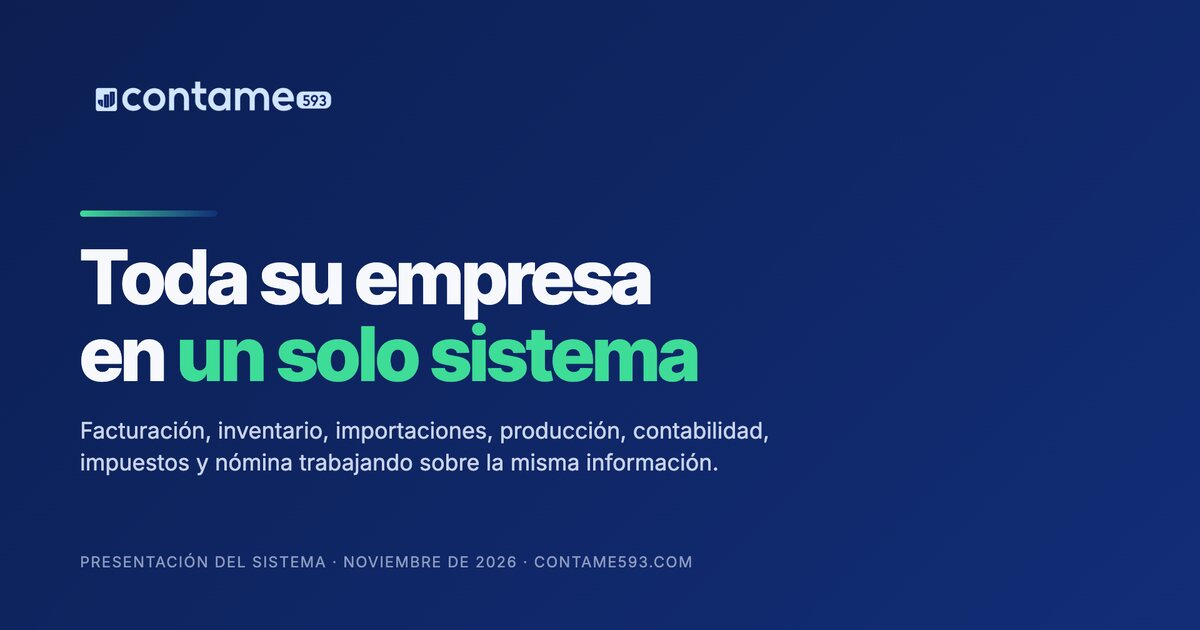 contame593
Toda su empresa
en un solo sistema
Facturación, inventario, importaciones, producción, contabilidad,
impuestos y nómina trabajando sobre la misma información.
PRESENTACIÓN DEL SISTEMA · NOVIEMBRE DE 2026 · CONTAME593.COM